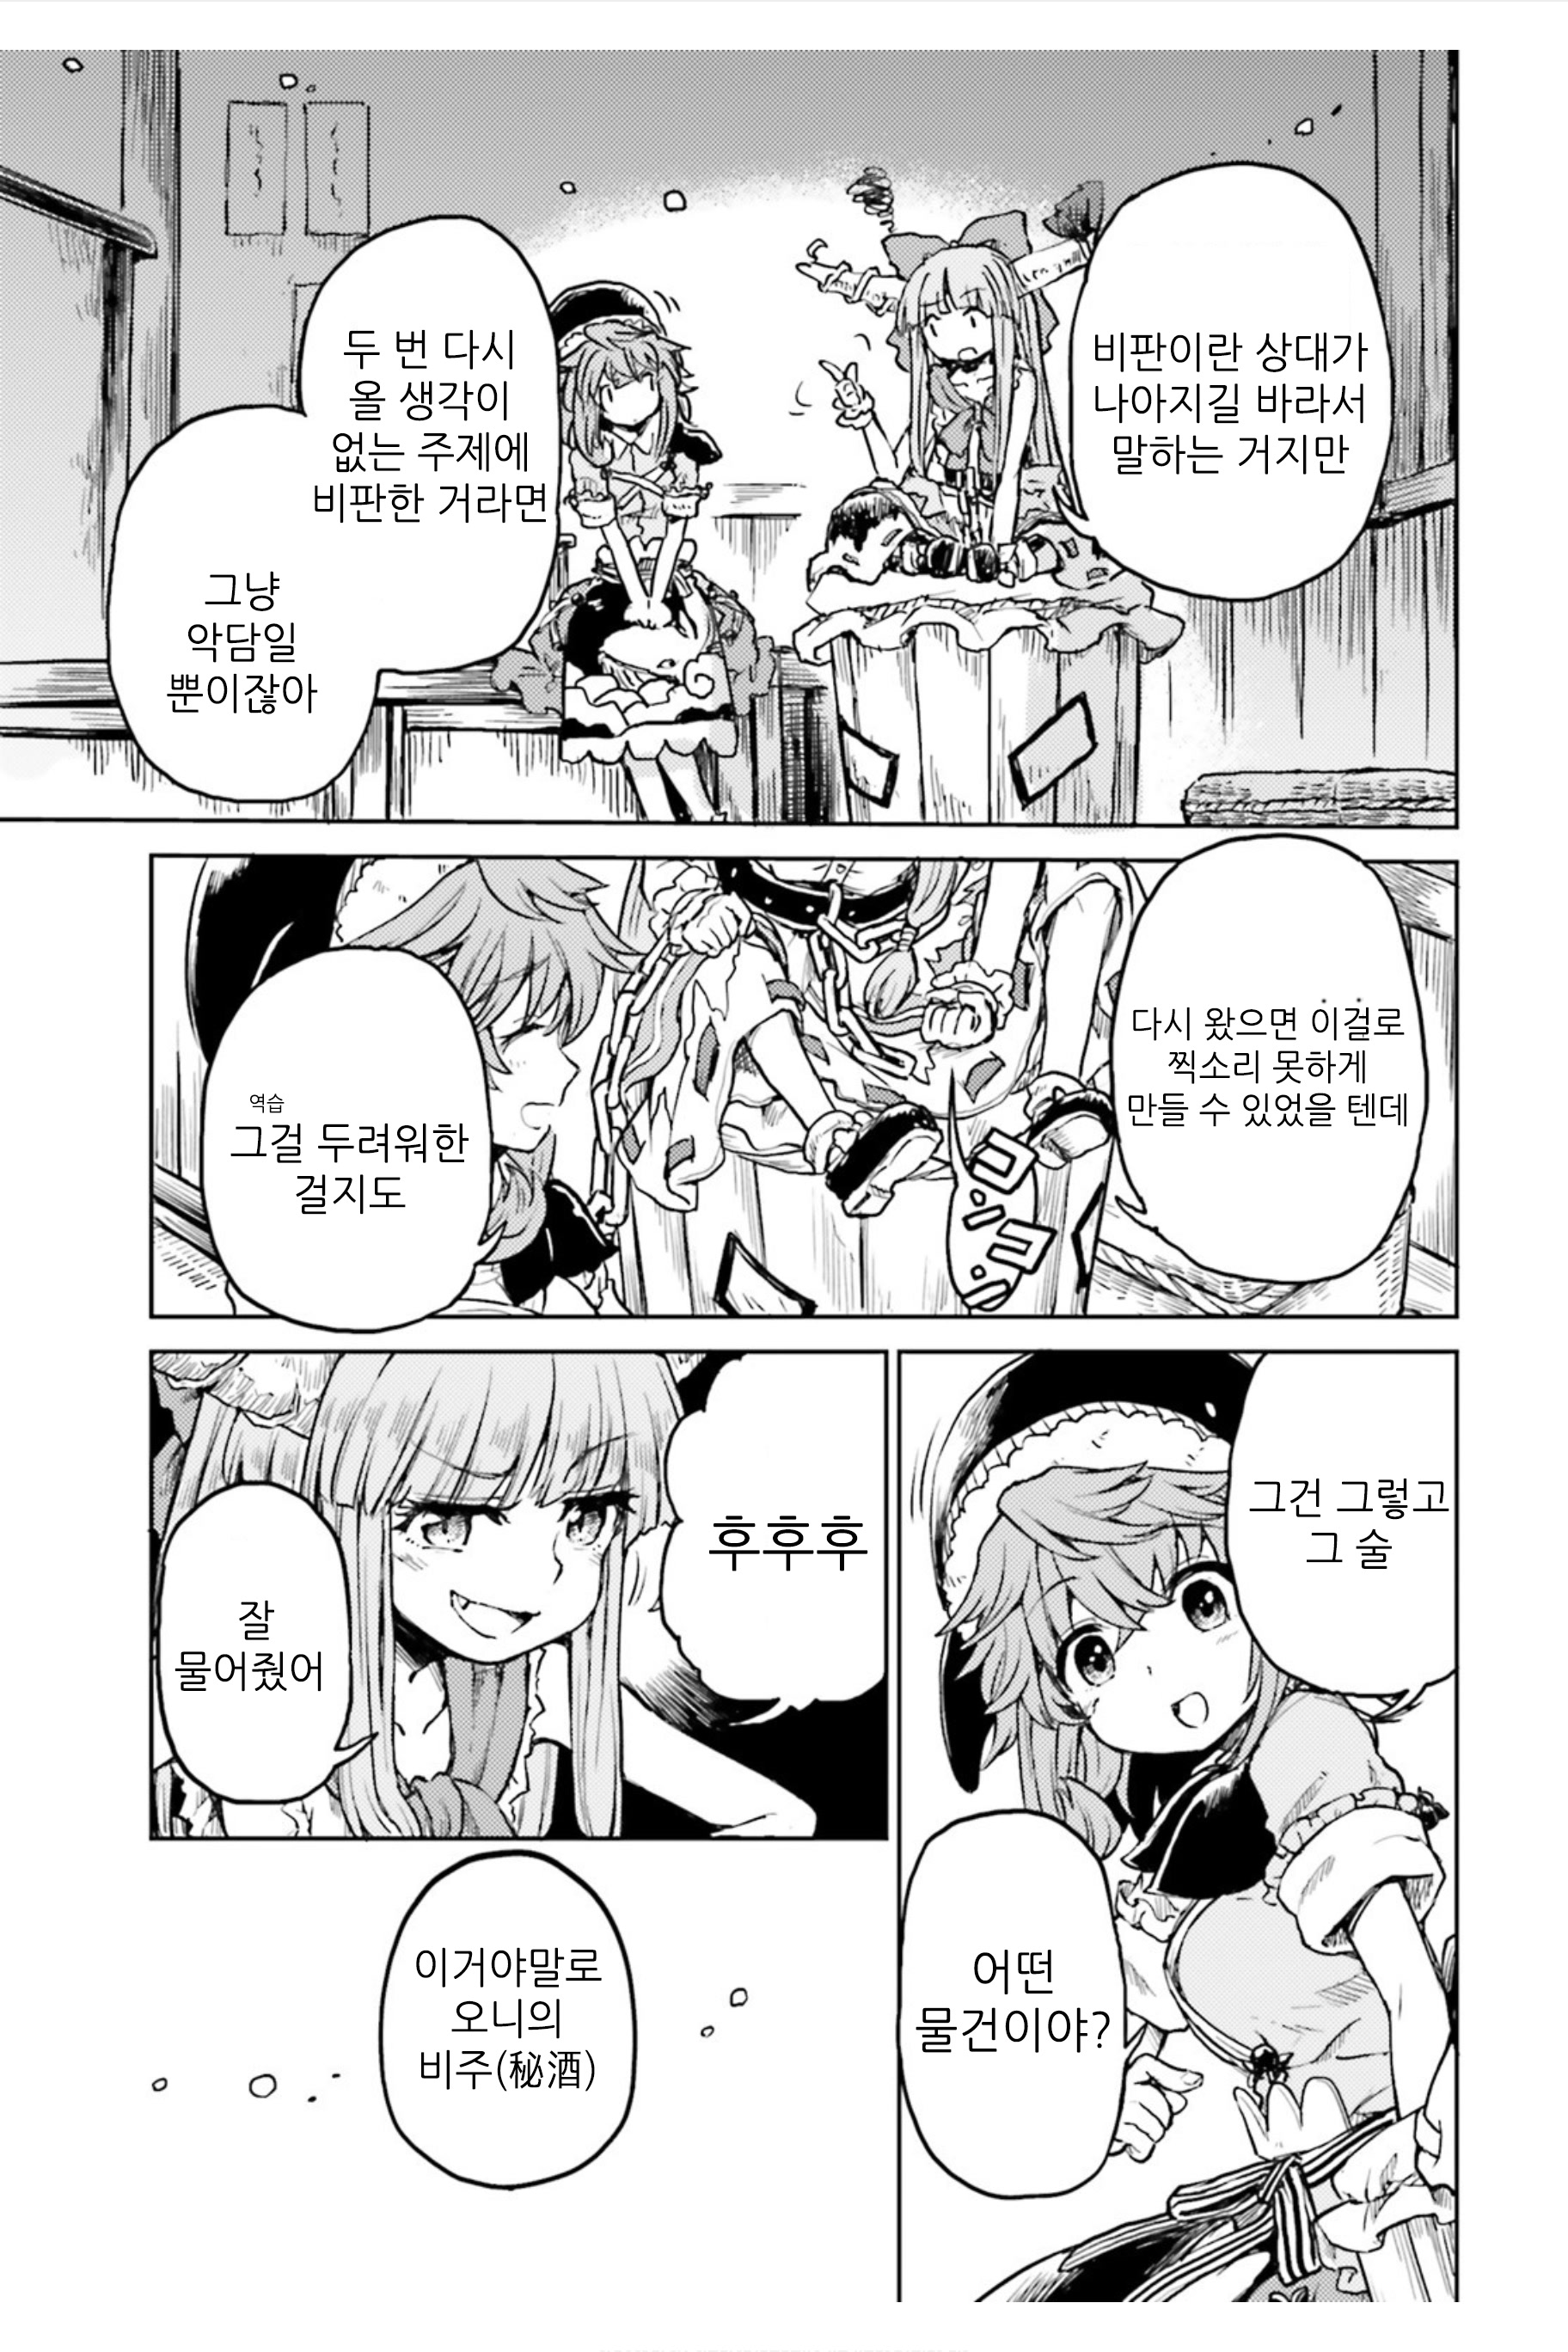 비판이란 상대가
나아지길 바라서
말하는 거지만
두 번 다시
올 생각이
없는 주제에
비판한 거라면
그냥
악담일
뿐이잖아
다시 왔으면 이걸로
찍소리 못하게
만들 수 있었을 텐데
コンコン
역습
그걸 두려워한
걸지도
그건 그렇고
그 술
어떤
물건이야?
후후후
잘
물어줬어
이거야말로
오니의
비주(秘酒)